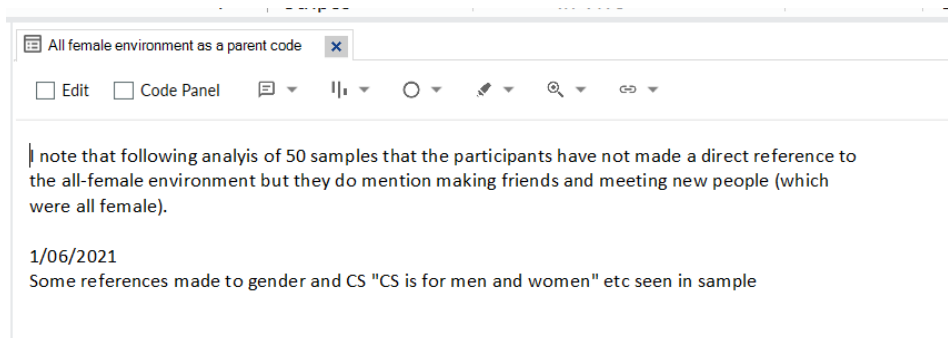 All female environment as a parent code
Edit Code Panel
I note that following analyis of 50 samples that the participants have not made a direct reference to
the all-female environment but they do mention making friends and meeting new people (which
were all female).
1/06/2021
Some references made to gender and CS "CS is for men and women" etc seen in sample